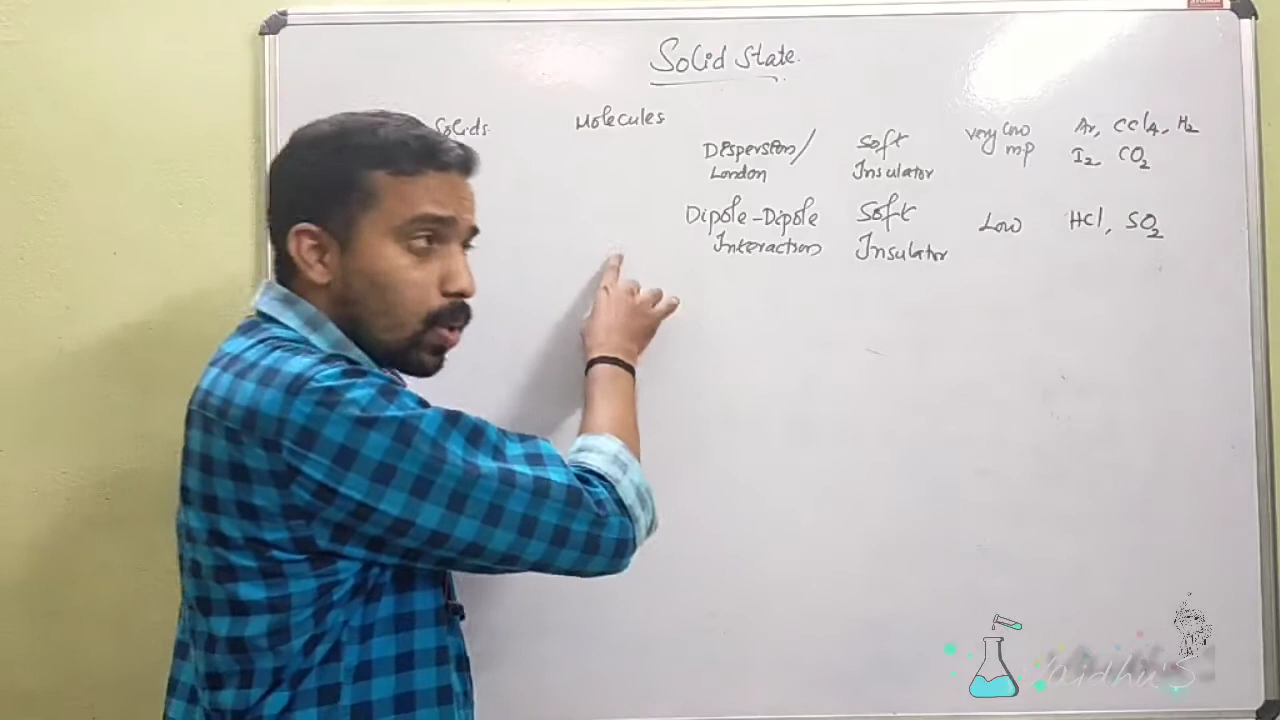 Solid State.
Solids
Molecules
Dispersion/
London
Soft
Insulator
very low
mp
Ar, CCl4, H2
I2 CO2
Dipole-Dipole
Interactions
Soft
Insulator
Low
HCl, SO2